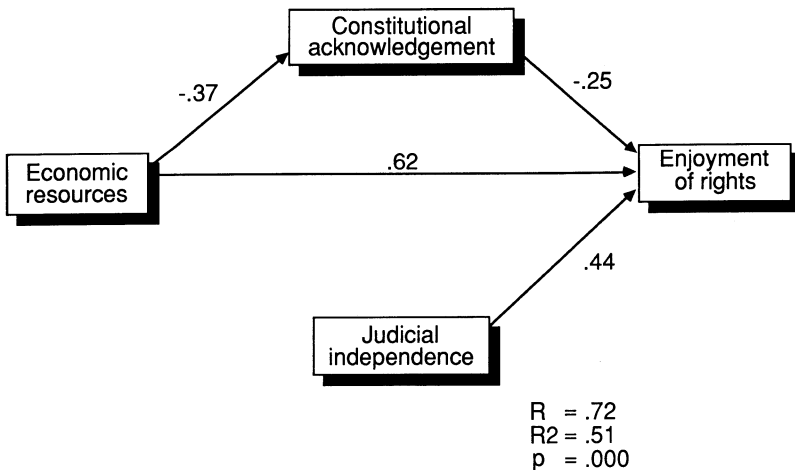 Constitutional
acknowledgement
-.37
-.25
Economic
resources
.62
Enjoyment
of rights
.44
Judicial
independence
R = .72
R2 = .51
p = .000